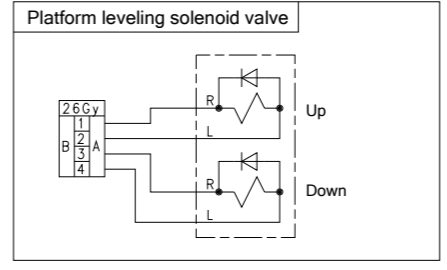 Platform leveling solenoid valve
26Gy
B 1 A
2
3
4
R
L
Up
R
L
Down